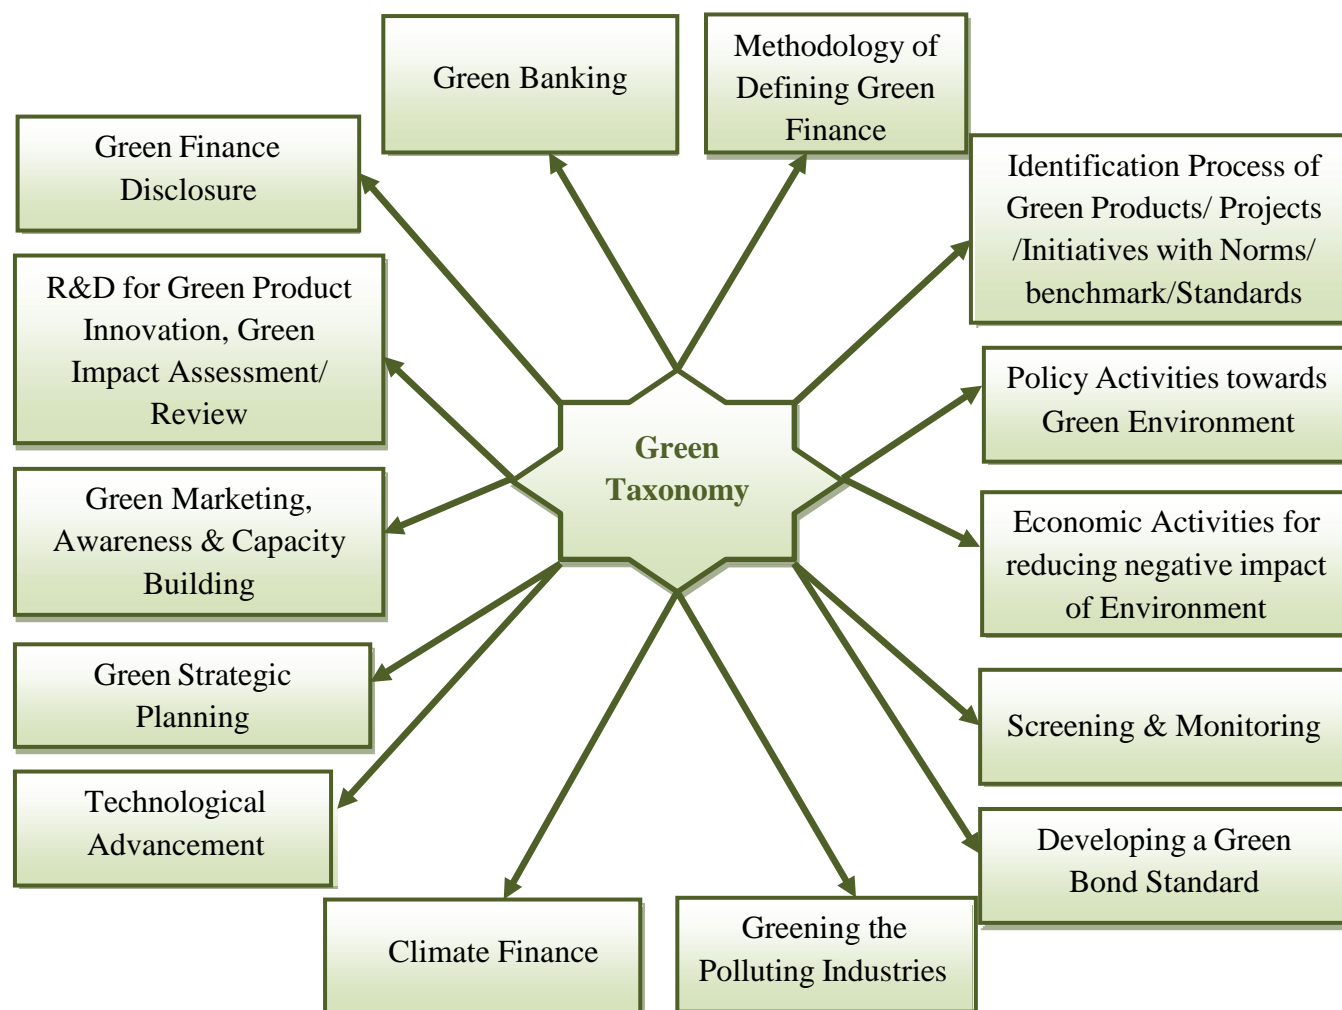 Green Banking
Methodology of
Defining Green
Finance
Green Finance
Disclosure
Identification Process of
Green Products/ Projects
/Initiatives with Norms/
benchmark/Standards
R&D for Green Product
Innovation, Green
Impact Assessment/
Review
Policy Activities towards
Green Environment
Green
Taxonomy
Green Marketing,
Awareness & Capacity
Building
Economic Activities for
reducing negative impact
of Environment
Green Strategic
Planning
Screening & Monitoring
Technological
Advancement
Developing a Green
Bond Standard
Climate Finance
Greening the
Polluting Industries